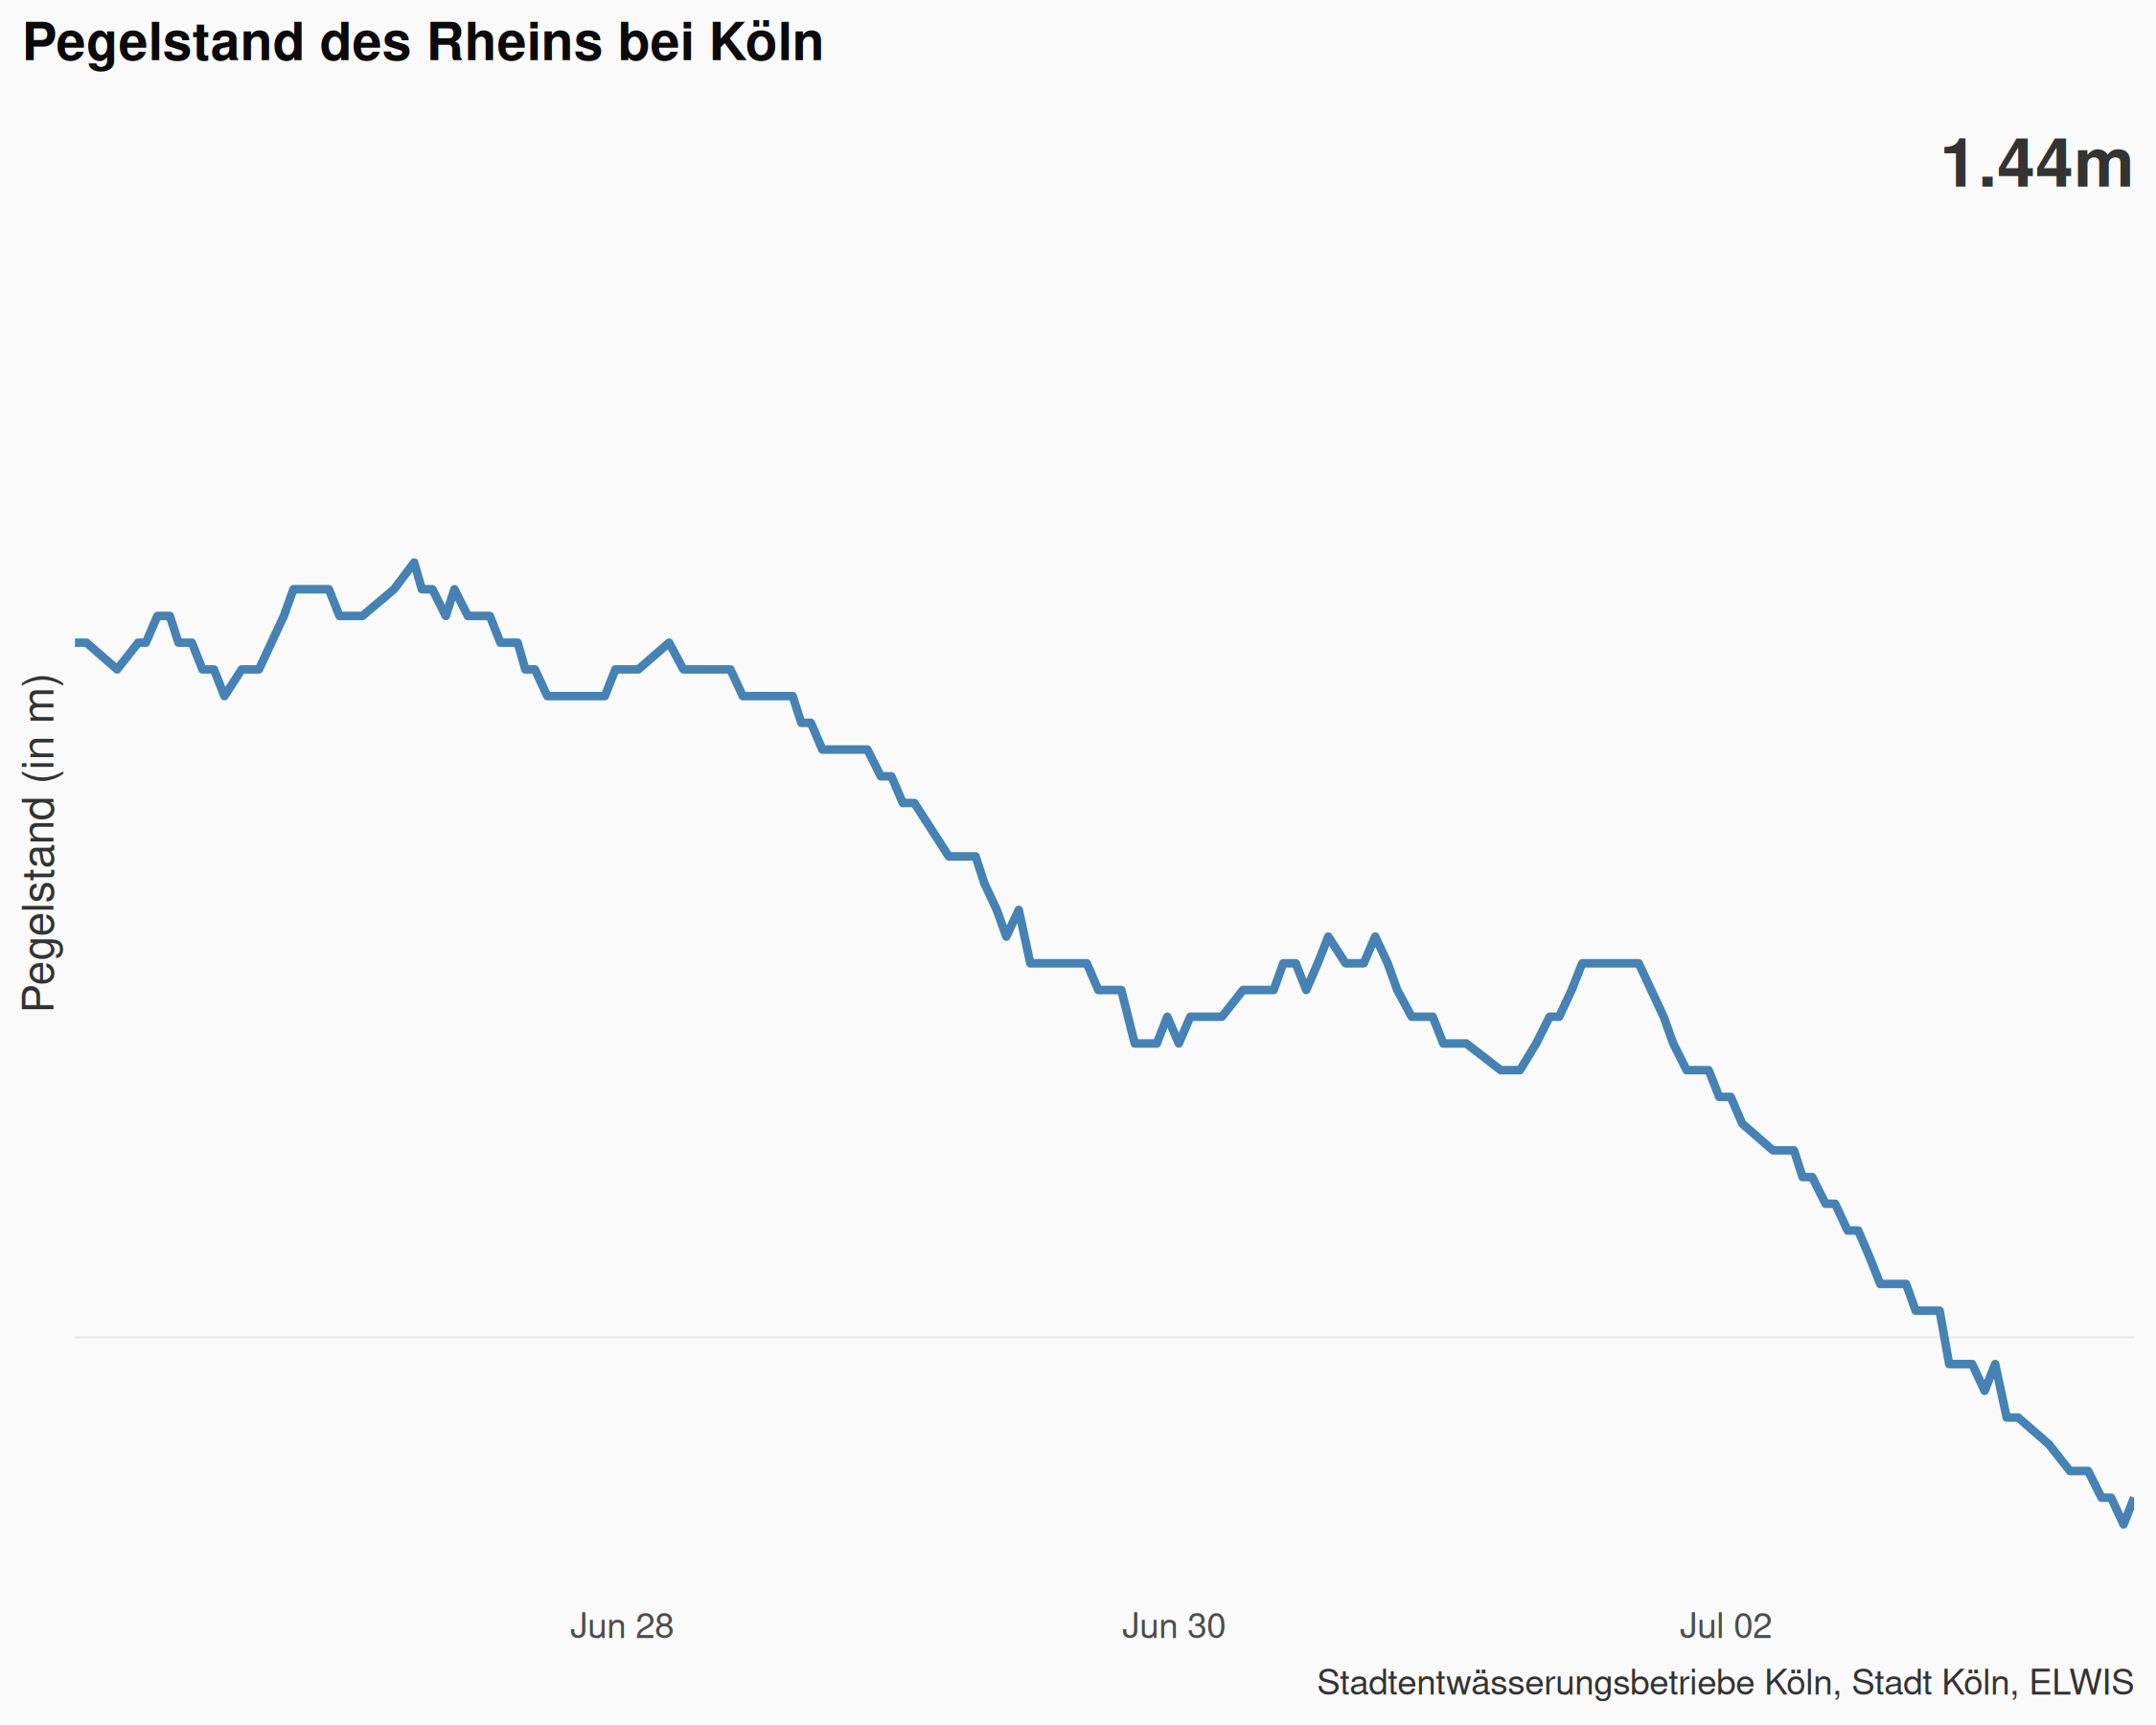 Pegelstand des Rheins bei Köln
1.44m
Pegelstand (in m)
Jun 28
Jun 30
Jul 02
Stadtentwässerungsbetriebe Köln, Stadt Köln, ELWIS